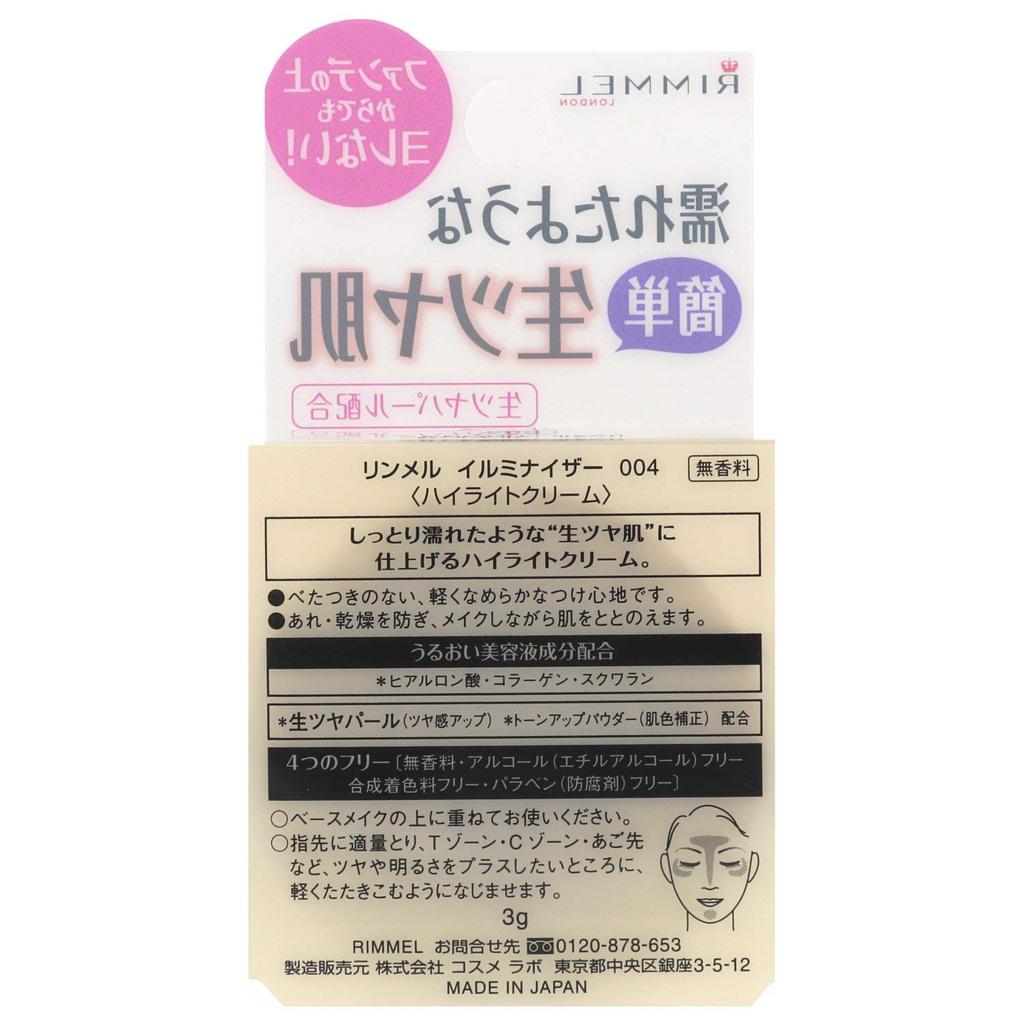 RIMMEL
LONDON
ファンデの上
からでも
ヨレない!
濡れたような
簡単
生ツヤ肌
生ツヤパール配合
リンメル イルミナイザー 004 無香料
〈ハイライトクリーム〉
しっとり濡れたような“生ツヤ肌”に
仕上げるハイライトクリーム。
●べたつきのない、軽くなめらかなつけ心地です。
●あれ・乾燥を防ぎ、メイクしながら肌をととのえます。
うるおい美容液成分配合
*ヒアルロン酸・コラーゲン・スクワラン
*生ツヤパール(ツヤ感アップ) *トーンアップパウダー(肌色補正) 配合
4つのフリー〔無香料・アルコール(エチルアルコール)フリー
合成着色料フリー・パラベン(防腐剤)フリー〕
○ベースメイクの上に重ねてお使いください。
○指先に適量とり、Tゾーン・Cゾーン・あご先
など、ツヤや明るさをプラスしたいところに、
軽くたたきこむようになじませます。
3g
RIMMEL お問合せ先 0120-878-653
製造販売元 株式会社 コスメ ラボ 東京都中央区銀座3-5-12
MADE IN JAPAN